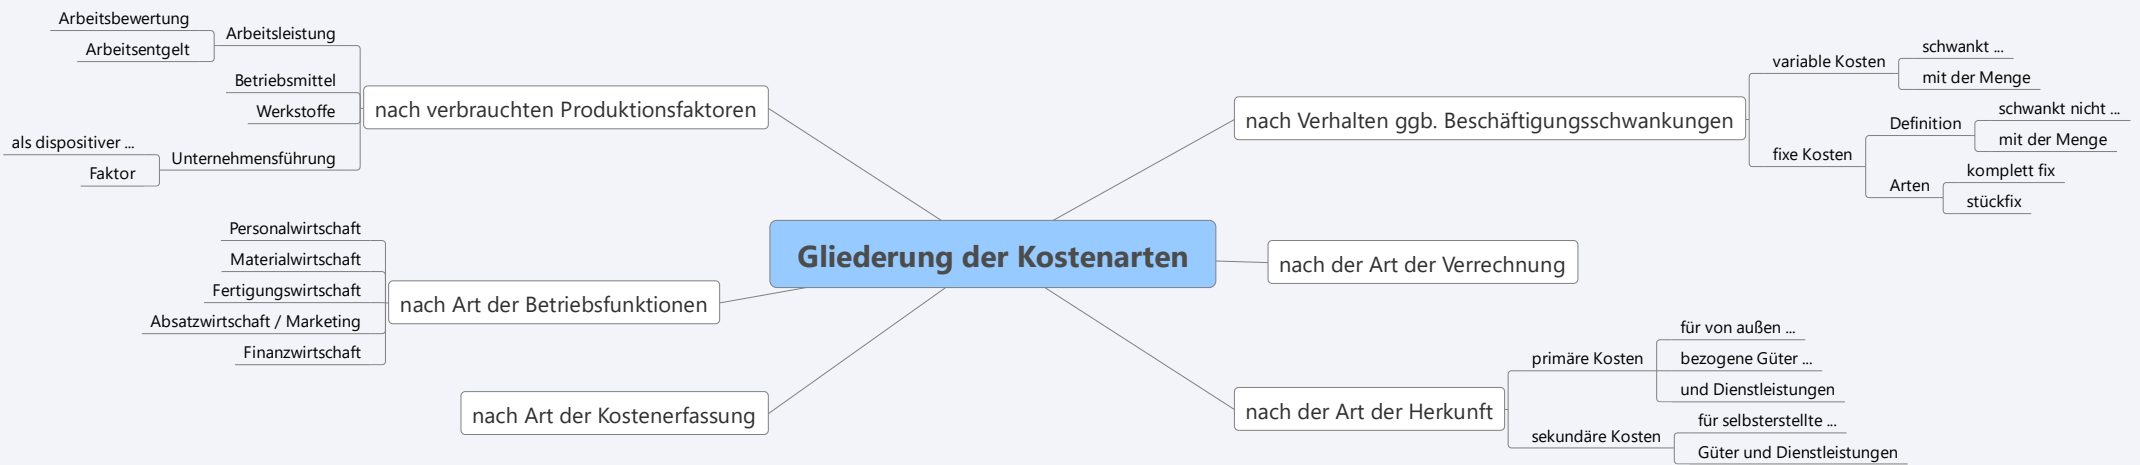 Gliederung der Kostenarten
nach verbrauchten Produktionsfaktoren
Arbeitsleistung
Arbeitsbewertung
Arbeitsentgelt
Betriebsmittel
Werkstoffe
Unternehmensführung
als dispositiver ...
Faktor
nach Art der Betriebsfunktionen
Personalwirtschaft
Materialwirtschaft
Fertigungswirtschaft
Absatzwirtschaft / Marketing
Finanzwirtschaft
nach Art der Kostenerfassung
nach Verhalten ggb. Beschäftigungsschwankungen
variable Kosten
schwankt ...
mit der Menge
fixe Kosten
Definition
schwankt nicht ...
mit der Menge
Arten
komplett fix
stückfix
nach der Art der Verrechnung
nach der Art der Herkunft
primäre Kosten
für von außen ...
bezogene Güter ...
und Dienstleistungen
sekundäre Kosten
für selbsterstellte ...
Güter und Dienstleistungen